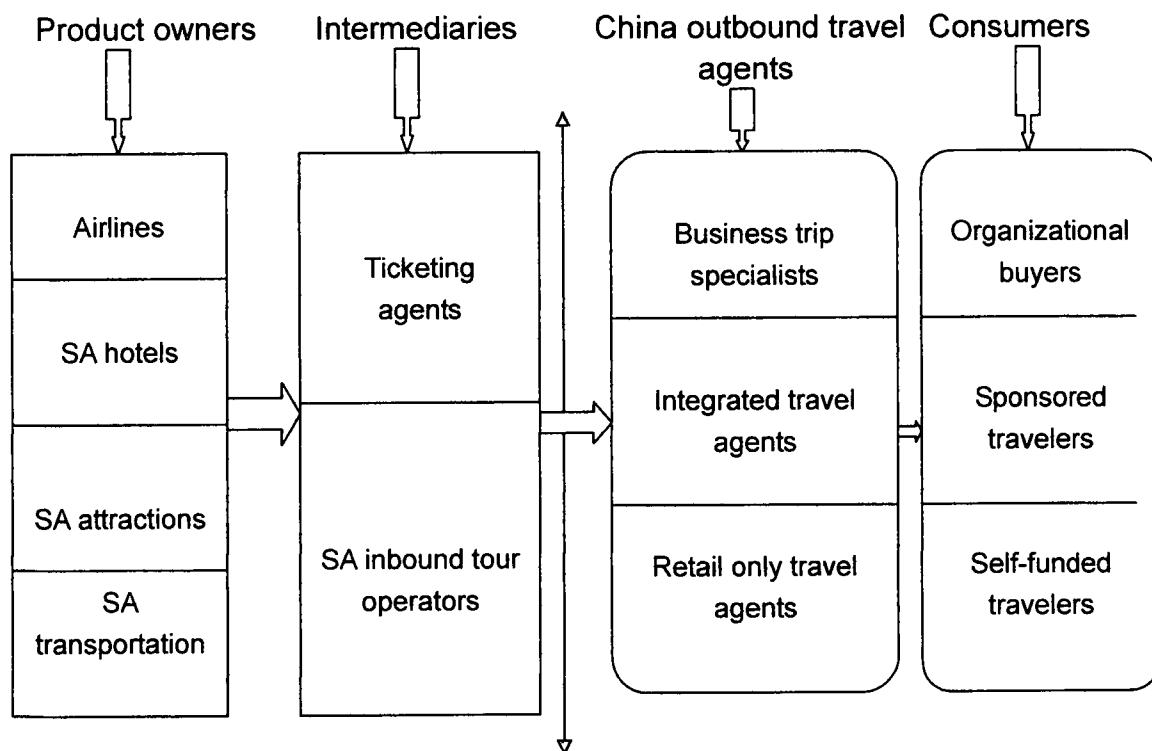 Product owners
Intermediaries
China outbound travel
agents
Consumers
Airlines
SA hotels
SA attractions
SA
transportation
Ticketing
agents
SA inbound tour
operators
Business trip
specialists
Integrated travel
agents
Retail only travel
agents
Organizational
buyers
Sponsored
travelers
Self-funded
travelers